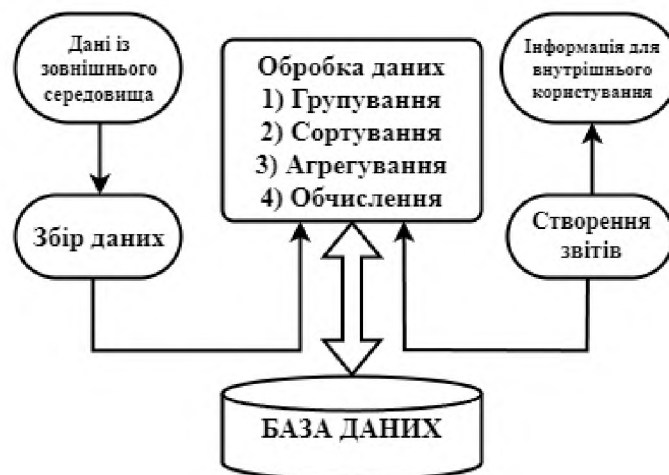 Дані із
зовнішнього
середовища
Збір даних
Обробка даних
1) Групування
2) Сортування
3) Агрегування
4) Обчислення
Інформація для
внутрішнього
користування
Створення
звітів
БАЗА ДАНИХ